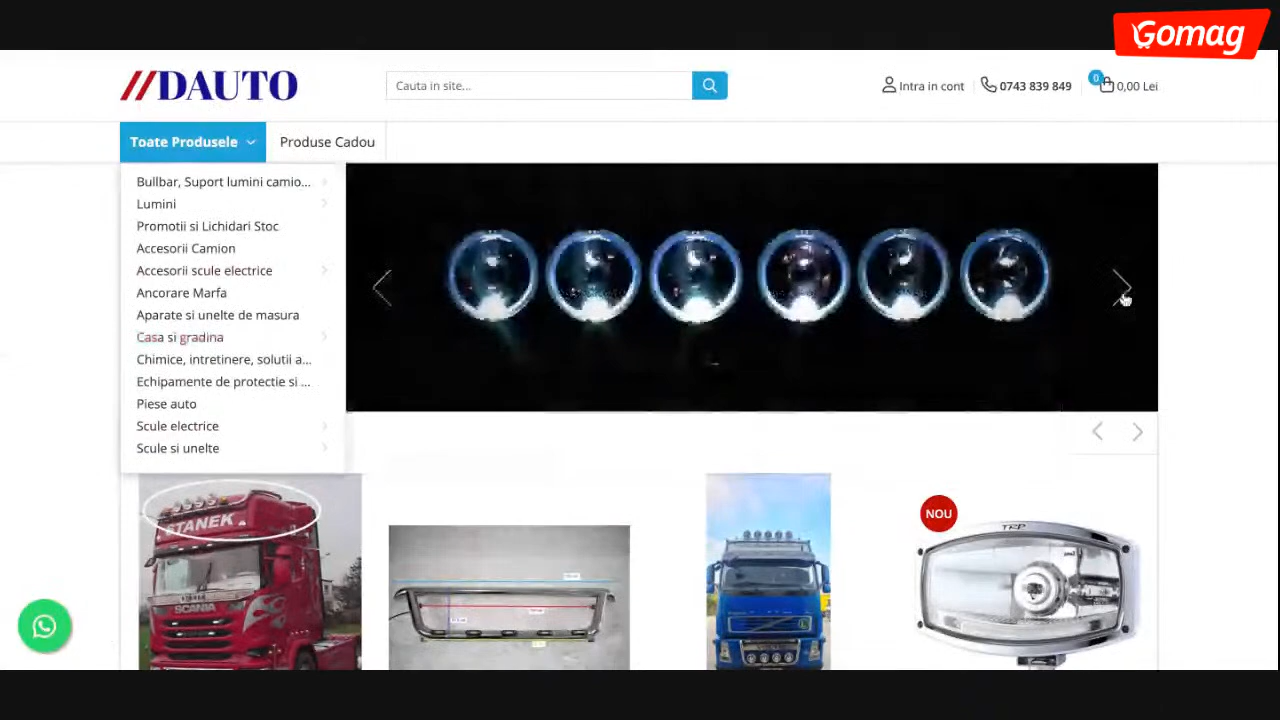 Gomag
//DAUTO
Cauta in site...
Intra in cont
0743 839 849
0
0,00 Lei
Toate Produsele
Produse Cadou
Bullbar, Suport lumini camio...
Lumini
Promotii si Lichidari Stoc
Accesorii Camion
Accesorii scule electrice
Ancorare Marfa
Aparate si unelte de masura
Casa si gradina
Chimice, intretinere, solutii a...
Echipamente de protectie si ...
Piese auto
Scule electrice
Scule si unelte
STANEK
SCANIA
NOU
TRP